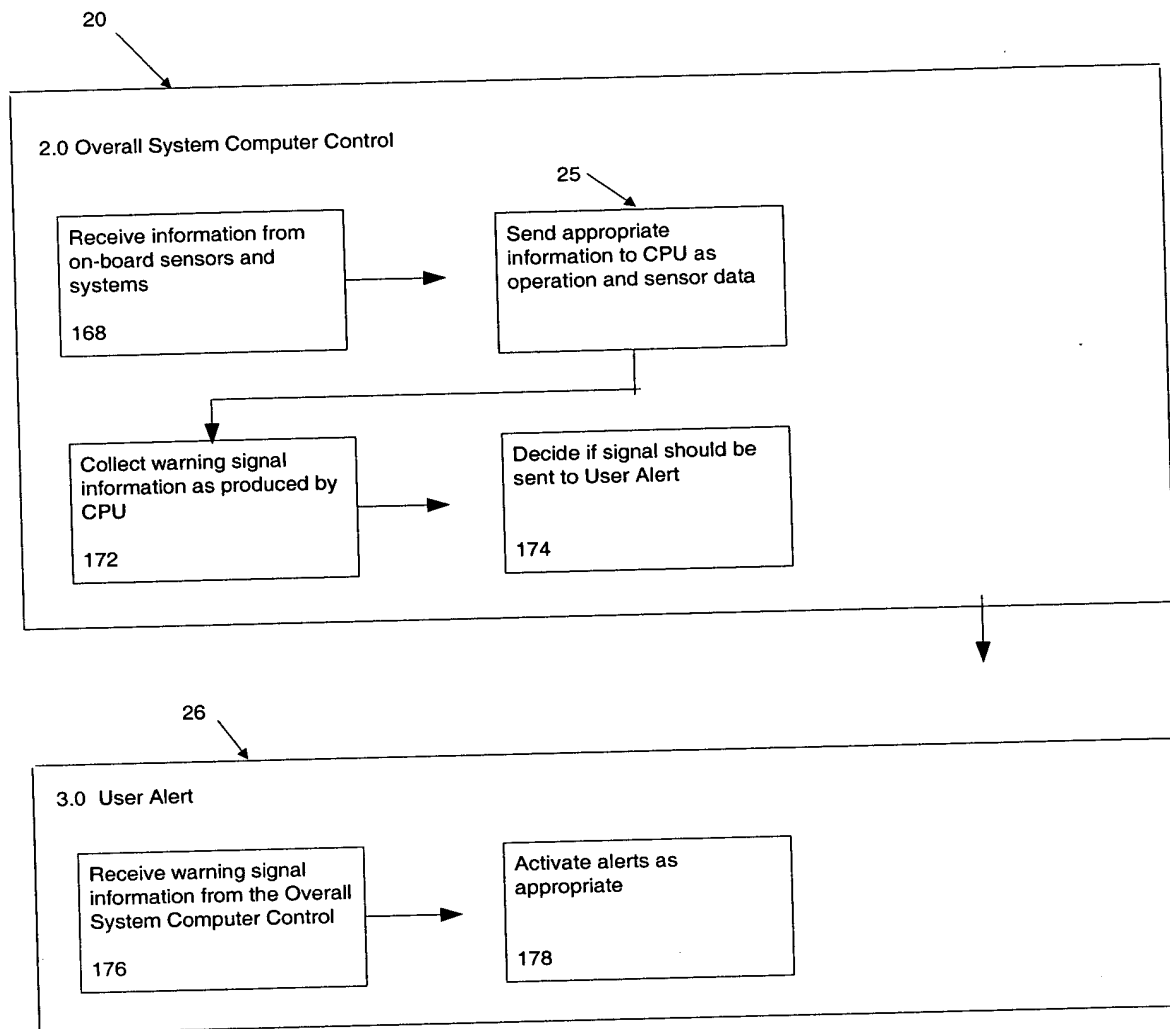 20
2.0 Overall System Computer Control
25
Receive information from
on-board sensors and
systems
168
Send appropriate
information to CPU as
operation and sensor data
Collect warning signal
information as produced by
CPU
172
Decide if signal should be
sent to User Alert
174
26
3.0 User Alert
Receive warning signal
information from the Overall
System Computer Control
176
Activate alerts as
appropriate
178